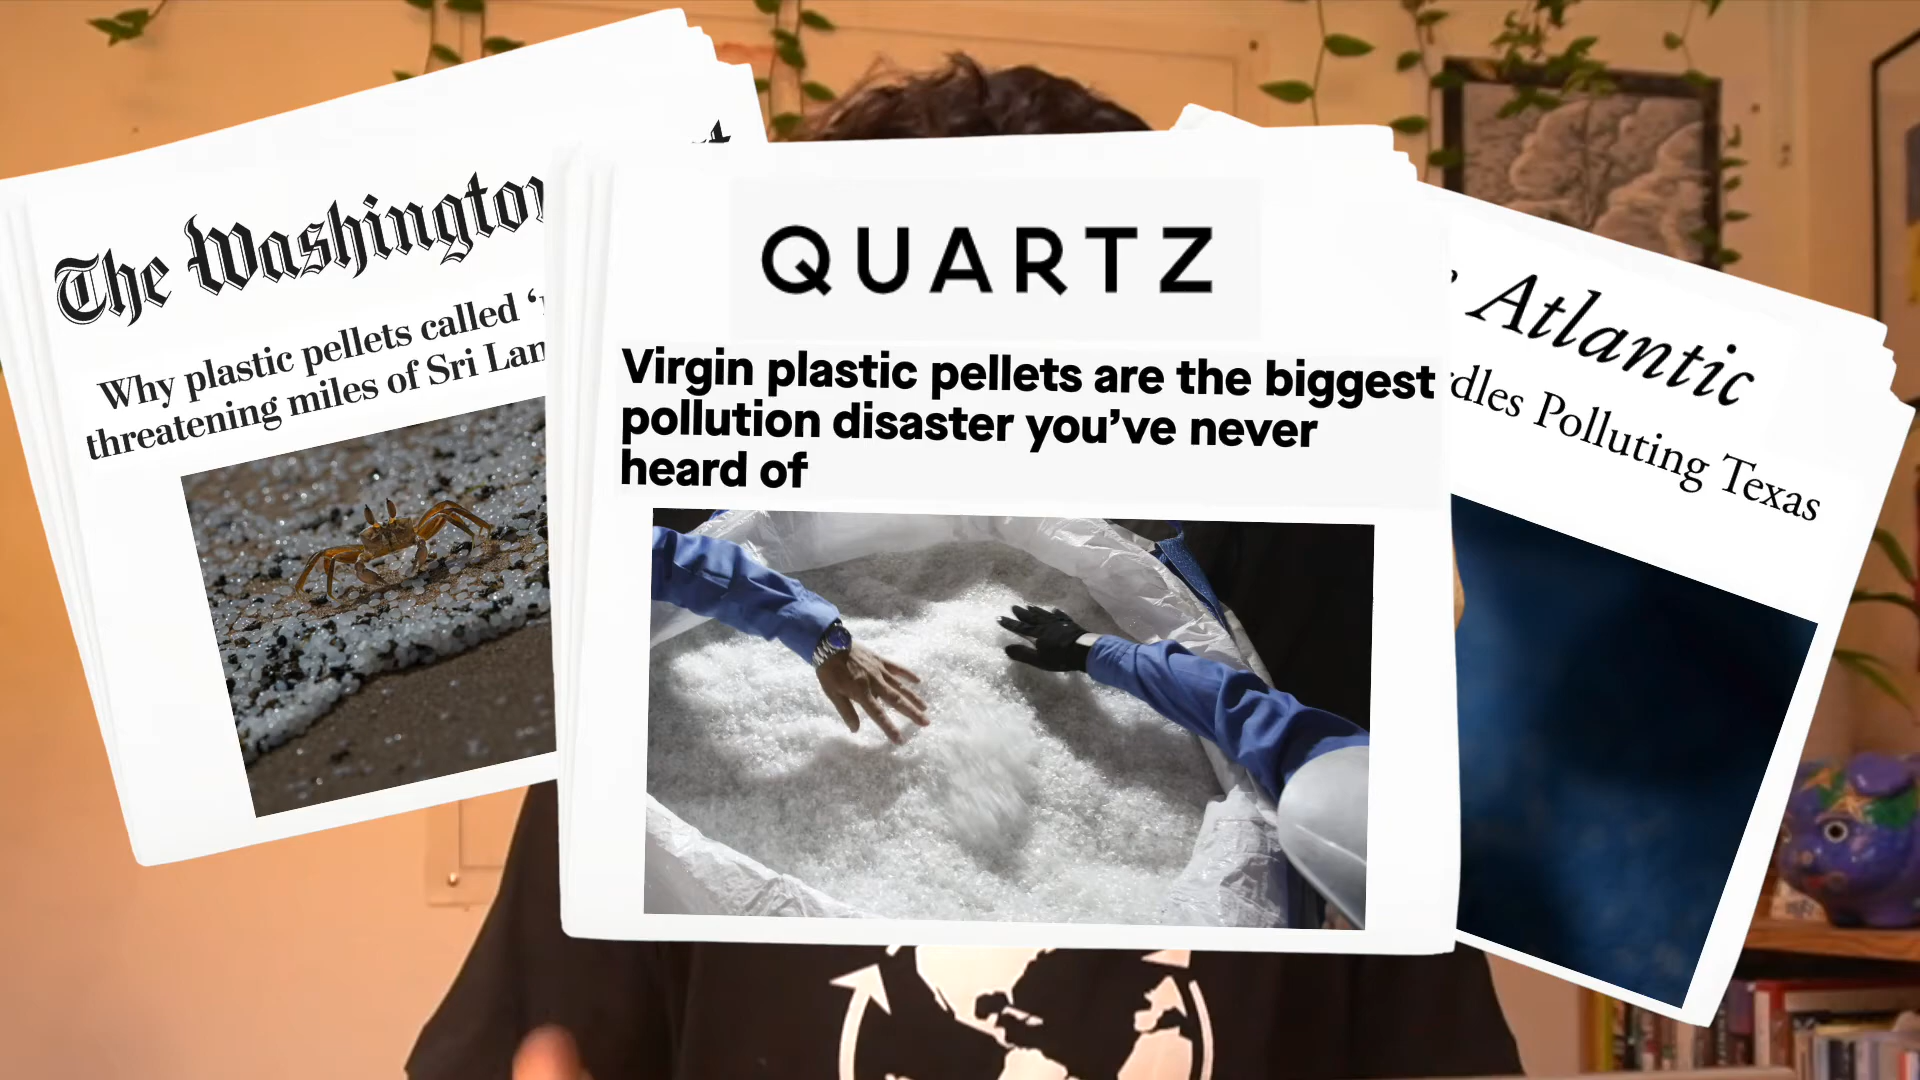 The Washington
Why plastic pellets called ‘
threatening miles of Sri Lan
QUARTZ
Virgin plastic pellets are the biggest
pollution disaster you’ve never
heard of
Atlantic
dles Polluting Texas